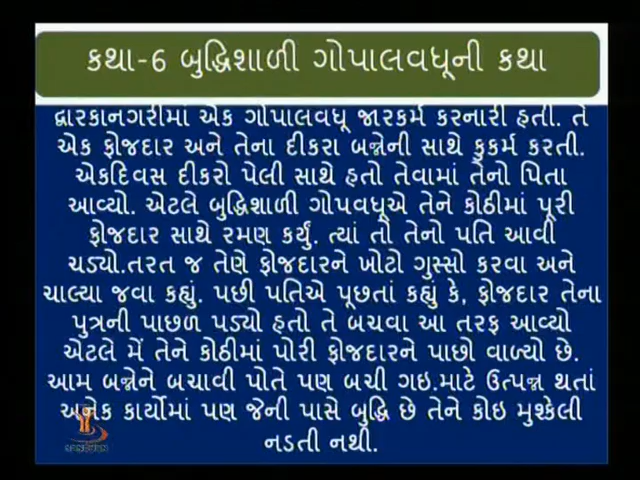 કથા-6 બુદ્ધિશાળી ગોપાલવધૂની કથા
દ્વારકાનગરીમા એક ગોપાલવધૂ જારકર્મ કરનારી હતી. તે
એક ફોજદાર અને તેના દીકરા બન્નેની સાથે કુકર્મ કરતી.
એકદિવસ દીકરો પેલી સાથે હતો તેવામાં તેનો પિતા
આવ્યો. એટલે બુદ્ધિશાળી ગોપવધૂએ તેને કોઠીમાં પૂરી
ફોજદાર સાથે રમણ કર્યું. ત્યાં તો તેનો પતિ આવી
ચડ્યો.તરત જ તેણે ફોજદારને ખોટો ગુસ્સો કરવા અને
ચાલ્યા જવા કહ્યું. પછી પતિએ પૂછતાં કહ્યું કે, ફોજદાર તેના
પુત્રની પાછળ પડ્યો હતો તે બચવા આ તરફ આવ્યો
એટલે મેં તેને કોઠીમાં પોરી ફોજદારને પાછો વાળ્યો છે.
આમ બન્નેને બચાવી પોતે પણ બચી ગઇ.માટે ઉત્પન્ન થતાં
અનેક કાર્યોમાં પણ જેની પાસે બુદ્ધિ છે તેને કોઇ મુશ્કેલી
નડતી નથી.
SANDHAN